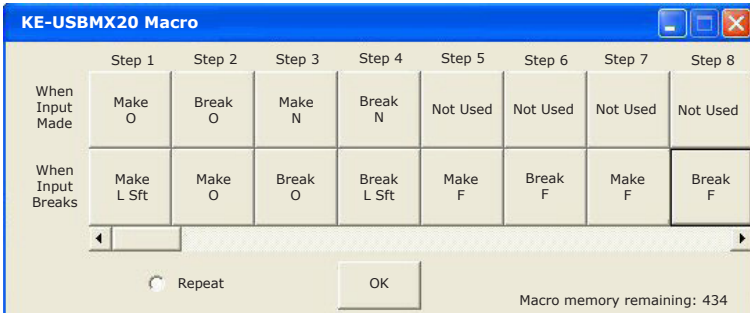 KE-USBMX20 Macro
Step 1 Step 2 Step 3 Step 4 Step 5 Step 6 Step 7 Step 8
When
Input
Made
Make
O
Break
O
Make
N
Break
N
Not Used
Not Used
Not Used
Not Used
When
Input
Breaks
Make
L Sft
Make
O
Break
O
Break
L Sft
Make
F
Break
F
Make
F
Break
F
Repeat
OK
Macro memory remaining: 434